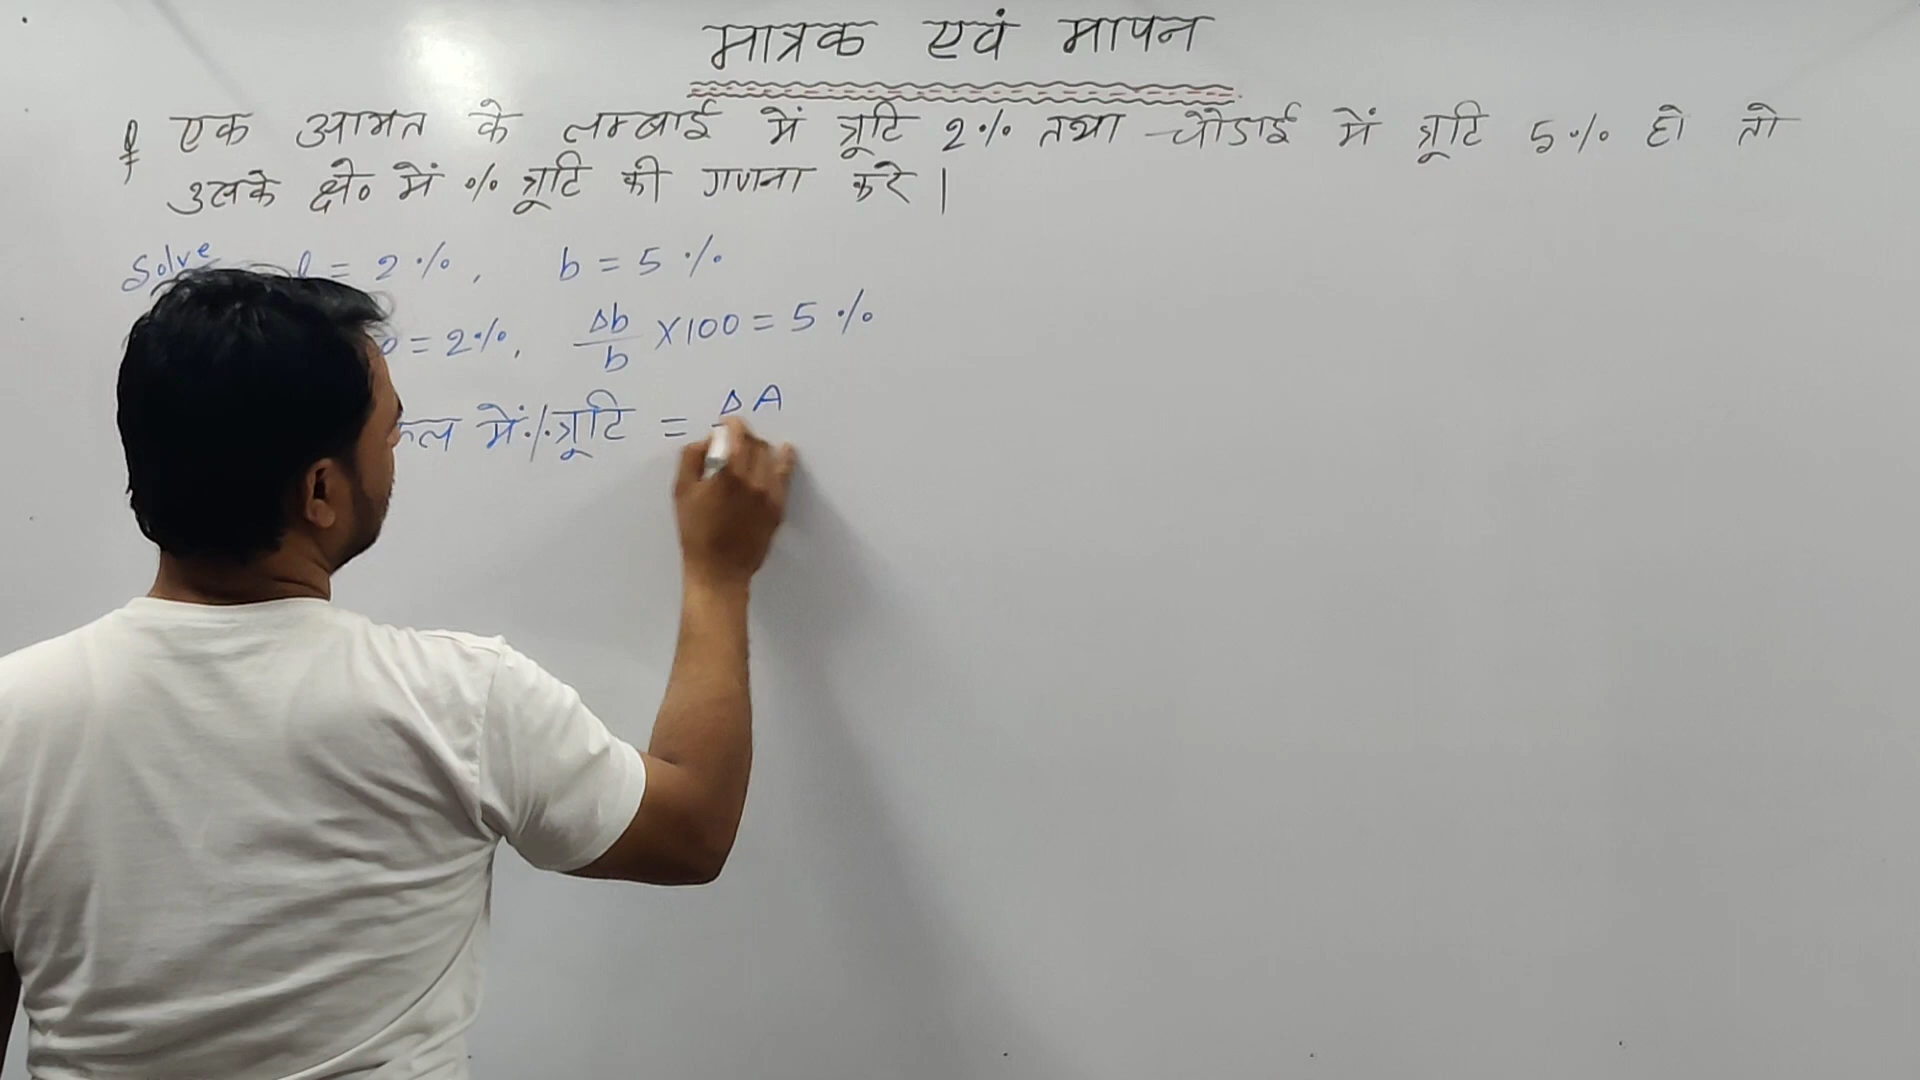 मात्रक एवं मापन
Q एक आयत के लम्बाई में त्रूटि 2% तथा चौडाई में त्रूटि 5% हो तो
उसके क्षे० में % त्रूटि की गणना करे |
Solve l = 2%, b = 5%
= 2%, Δb/b ×100 = 5%
में % त्रूटि = ΔA